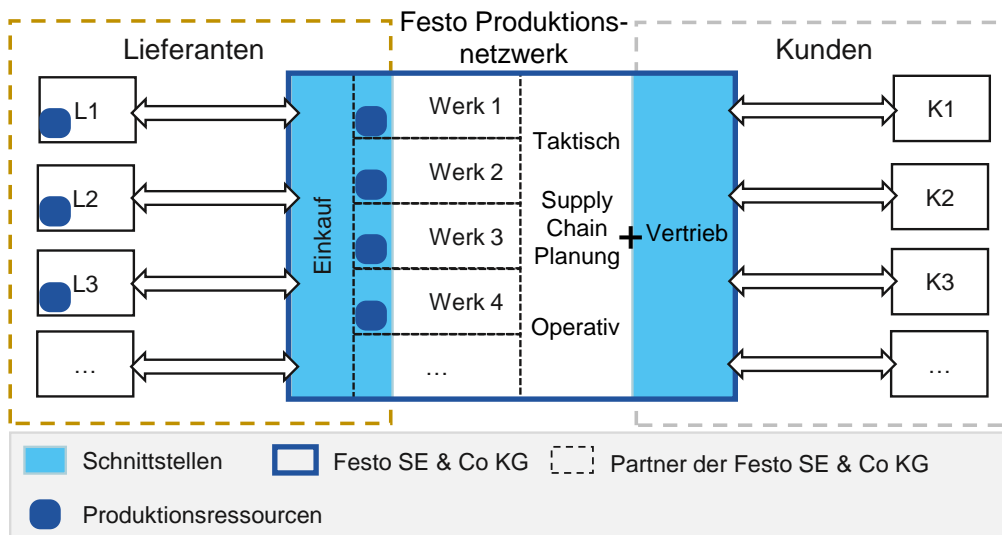 Lieferanten
Festo Produktions-
netzwerk
Kunden
L1
L2
L3
…
Einkauf
Werk 1
Werk 2
Werk 3
Werk 4
…
Taktisch
Supply
Chain
Planung
Operativ
+
Vertrieb
K1
K2
K3
…
Schnittstellen
Festo SE & Co KG
Partner der Festo SE & Co KG
Produktionsressourcen